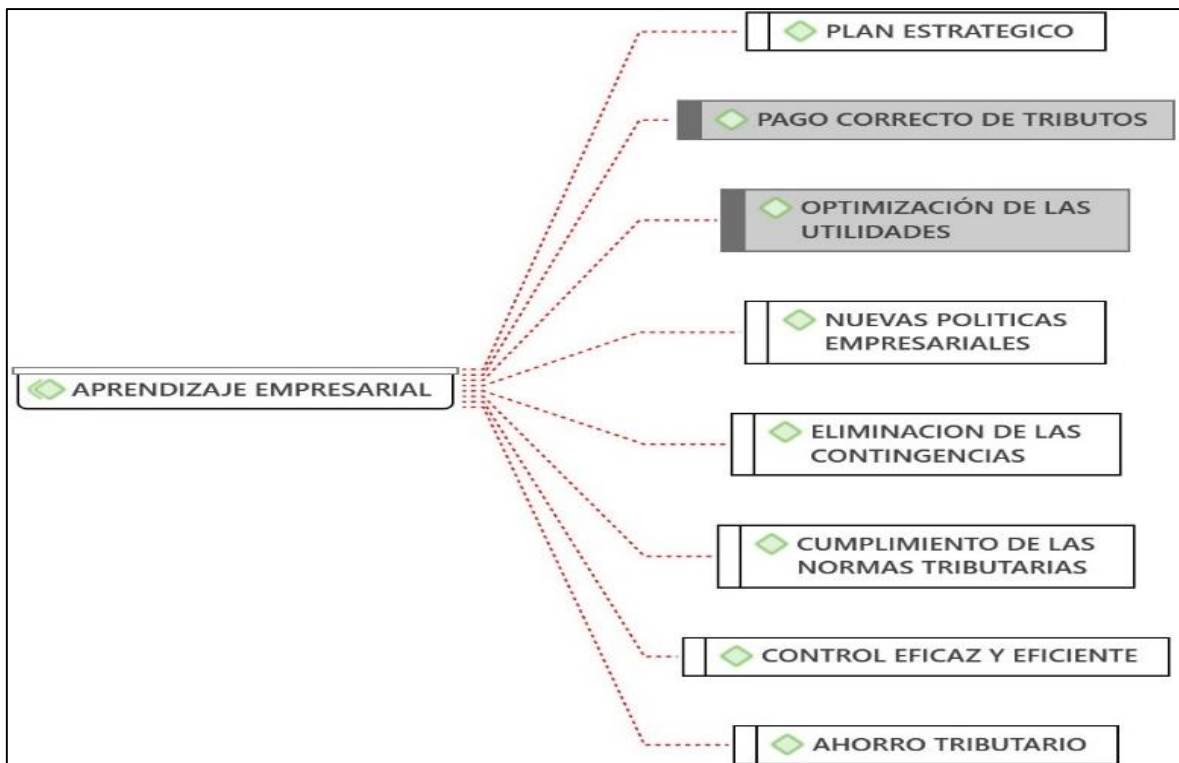 PLAN ESTRATEGICO
PAGO CORRECTO DE TRIBUTOS
OPTIMIZACIÓN DE LAS
UTILIDADES
NUEVAS POLITICAS
EMPRESARIALES
APRENDIZAJE EMPRESARIAL
ELIMINACION DE LAS
CONTINGENCIAS
CUMPLIMIENTO DE LAS
NORMAS TRIBUTARIAS
CONTROL EFICAZ Y EFICIENTE
AHORRO TRIBUTARIO